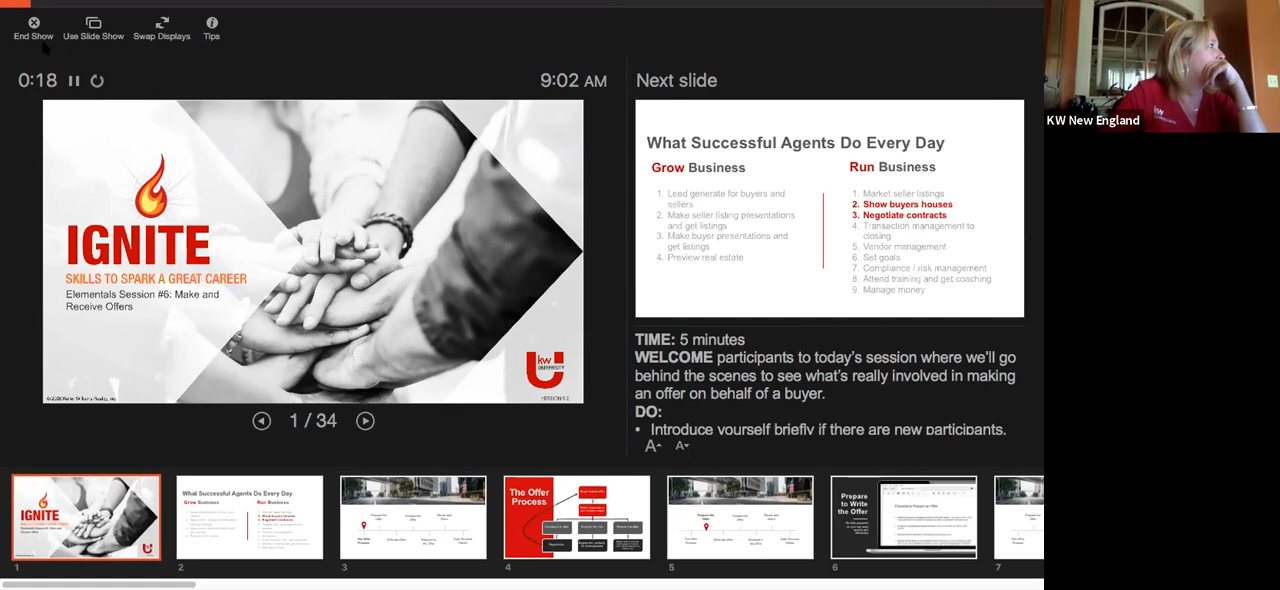 End Show
Use Slide Show
Swap Displays
Tips
0:18
9:02 AM
IGNITE
SKILLS TO SPARK A GREAT CAREER
Elementals Session #6: Make and
Receive Offers
kw
UNIVERSITY
1 / 34
Next slide
What Successful Agents Do Every Day
Grow Business
1. Lead generate for buyers and
sellers
2. Make seller listing presentations
and get listings
3. Make buyer presentations and
get listings
4. Preview real estate
Run Business
1. Market seller listings
2. Show buyers houses
3. Negotiate contracts
4. Transaction management to
closing
5. Vendor management
6. Set goals
7. Compliance / risk management
8. Attend training and get coaching
9. Manage money
TIME: 5 minutes
WELCOME participants to today's session where we'll go
behind the scenes to see what's really involved in making
an offer on behalf of a buyer.
DO:
• Introduce yourself briefly if there are new participants.
A
A
KW New England
kw
IGNITE
1
What Successful Agents Do Every Day
Grow Business
Run Business
2
3
The Offer
Process
4
5
Prepare
to Write
the Offer
6
7